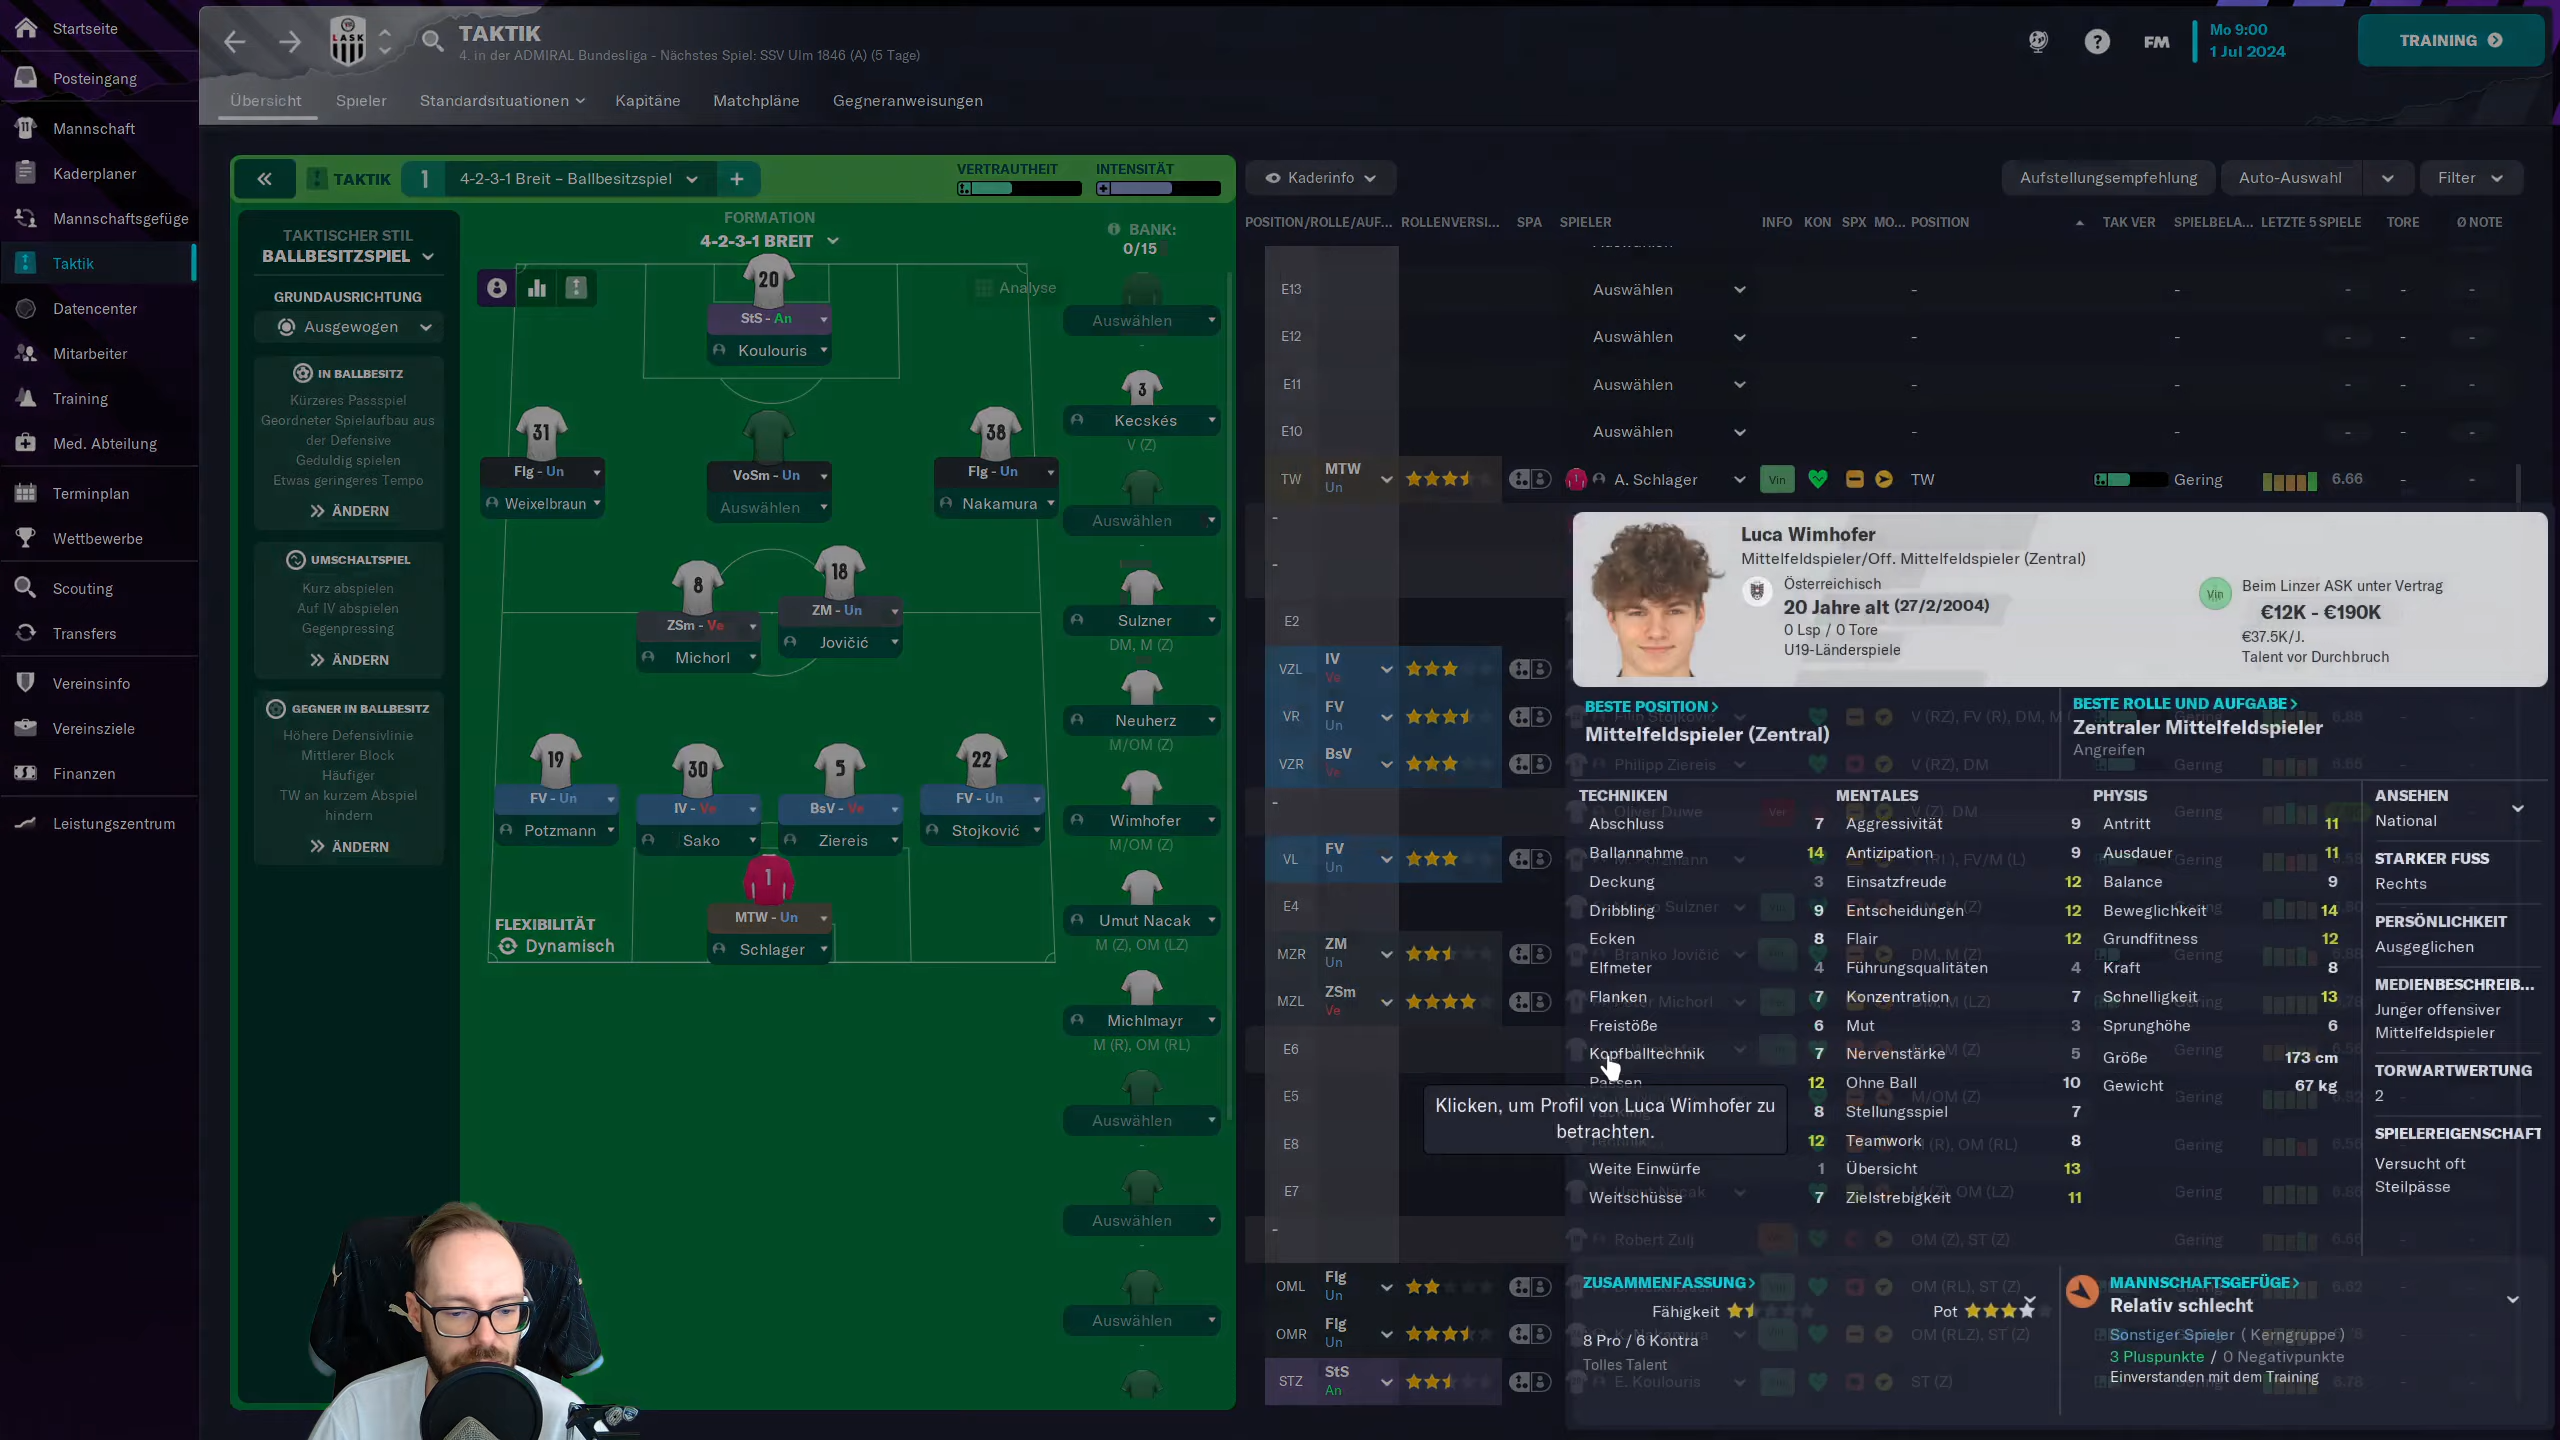 Startseite
Posteingang
Mannschaft
Kaderplaner
Mannschaftsgefüge
Taktik
Datencenter
Mitarbeiter
Training
Med. Abteilung
Terminplan
Wettbewerbe
Scouting
Transfers
Vereinsinfo
Vereinsziele
Finanzen
Leistungszentrum
LASK
TAKTIK
4. in der ADMIRAL Bundesliga - Nächstes Spiel: SSV Ulm 1846 (A) (5 Tage)
FM
Mo 9:00
1 Jul 2024
TRAINING
Übersicht
Spieler
Standardsituationen
Kapitäne
Matchpläne
Gegneranweisungen
TAKTIK
1
4-2-3-1 Breit – Ballbesitzspiel
+
VERTRAUTHEIT
INTENSITÄT
TAKTISCHER STIL
BALLBESITZSPIEL
GRUNDAUSRICHTUNG
Ausgewogen
IN BALLBESITZ
Kürzeres Passspiel
Geordneter Spielaufbau aus
der Defensive
Geduldig spielen
Etwas geringeres Tempo
ÄNDERN
UMSCHALTSPIEL
Kurz abspielen
Auf IV abspielen
Gegenpressing
ÄNDERN
GEGNER IN BALLBESITZ
Höhere Defensivlinie
Mittlerer Block
Häufiger
TW an kurzem Abspiel
hindern
ÄNDERN
FORMATION
4-2-3-1 BREIT
Analyse
20
StS - An
Koulouris
31
Flg - Un
Weixelbraun
VoSm - Un
Auswählen
38
Flg - Un
Nakamura
8
ZSm - Ve
Michorl
18
ZM - Un
Jovičić
19
FV - Un
Potzmann
30
IV - Ve
Sako
5
BsV - Ve
Ziereis
22
FV - Un
Stojković
1
MTW - Un
Schlager
FLEXIBILITÄT
Dynamisch
BANK:
0/15
Auswählen
-
3
Kecskés
V (Z)
Auswählen
-
Sulzner
DM, M (Z)
Neuherz
M/OM (Z)
Wimhofer
M/OM (Z)
Umut Nacak
M (Z), OM (LZ)
Michlmayr
M (R), OM (RL)
Auswählen
-
Auswählen
-
Auswählen
Kaderinfo
Aufstellungsempfehlung
Auto-Auswahl
Filter
POSITION/ROLLE/AUF...
ROLLENVERSI...
SPA
SPIELER
INFO
KON
SPX
MO...
POSITION
TAK VER
SPIELBELA...
LETZTE 5 SPIELE
TORE
Ø NOTE
E13 Auswählen - - - - -
E12 Auswählen - - - - -
E11 Auswählen - - - - -
E10 Auswählen - - - - -
TW MTW Un A. Schlager Vin TW Gering 6.66 - -
-
-
E2
VZL IV Ve
VR FV Un
VZR BsV Ve
-
VL FV Un
E4
MZR ZM Un
MZL ZSm Ve
E6
E5
E8
E7
-
OML Flg Un
OMR Flg Un
STZ StS An
Luca Wimhofer
Mittelfeldspieler/Off. Mittelfeldspieler (Zentral)
Österreichisch
20 Jahre alt (27/2/2004)
0 Lsp / 0 Tore
U19-Länderspiele
Vin
Beim Linzer ASK unter Vertrag
€12K - €190K
€37.5K/J.
Talent vor Durchbruch
BESTE POSITION
Mittelfeldspieler (Zentral)
BESTE ROLLE UND AUFGABE
Zentraler Mittelfeldspieler
Angreifen
TECHNIKEN
Abschluss 7
Ballannahme 14
Deckung 3
Dribbling 9
Ecken 8
Elfmeter 4
Flanken 7
Freistöße 6
Kopfballtechnik 7
Passen 12
8
12
Weite Einwürfe 1
Weitschüsse 7
MENTALES
Aggressivität 9
Antizipation 9
Einsatzfreude 12
Entscheidungen 12
Flair 12
Führungsqualitäten 4
Konzentration 7
Mut 3
Nervenstärke 5
Ohne Ball 10
Stellungsspiel 7
Teamwork 8
Übersicht 13
Zielstrebigkeit 11
PHYSIS
Antritt 11
Ausdauer 11
Balance 9
Beweglichkeit 14
Grundfitness 12
Kraft 8
Schnelligkeit 13
Sprunghöhe 6
Größe 173 cm
Gewicht 67 kg
ANSEHEN
National
STARKER FUSS
Rechts
PERSÖNLICHKEIT
Ausgeglichen
MEDIENBESCHREIB...
Junger offensiver
Mittelfeldspieler
TORWARTWERTUNG
2
SPIELEREIGENSCHAFT
Versucht oft
Steilpässe
Klicken, um Profil von Luca Wimhofer zu
betrachten.
ZUSAMMENFASSUNG
Fähigkeit
Pot
8 Pro / 6 Kontra
Tolles Talent
MANNSCHAFTSGEFÜGE
Relativ schlecht
Sonstiger Spieler ( Kerngruppe )
3 Pluspunkte / 0 Negativpunkte
Einverstanden mit dem Training